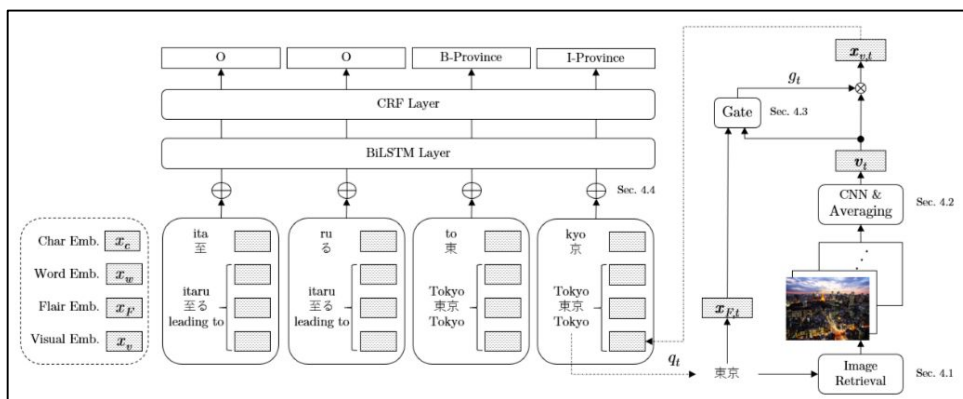 O O B-Province I-Province
CRF Layer
BiLSTM Layer
Sec. 4.4
Char Emb. x_c
Word Emb. x_w
Flair Emb. x_F
Visual Emb. x_v
ita
至
itaru
至る
leading to
ru
る
itaru
至る
leading to
to
東
Tokyo
東京
Tokyo
kyo
京
Tokyo
東京
Tokyo
q_t
x_{v,t}
g_t
⊗
Gate
Sec. 4.3
v_t
CNN &
Averaging
Sec. 4.2
x_{F,t}
東京
Image
Retrieval
Sec. 4.1